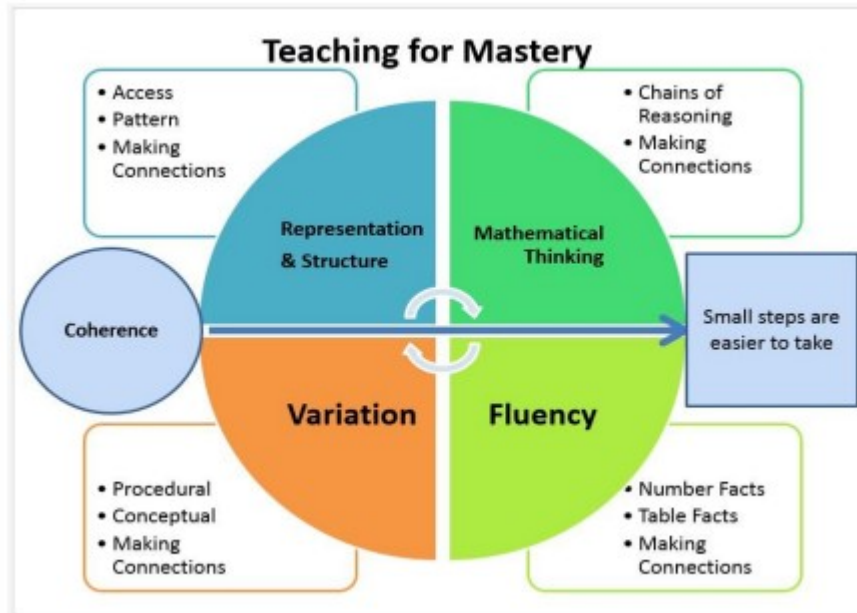 Teaching for Mastery
• Access
• Pattern
• Making
Connections
• Chains of
Reasoning
• Making
Connections
Representation
& Structure
Mathematical
Thinking
Coherence
Small steps are
easier to take
Variation
Fluency
• Procedural
• Conceptual
• Making
Connections
• Number Facts
• Table Facts
• Making
Connections